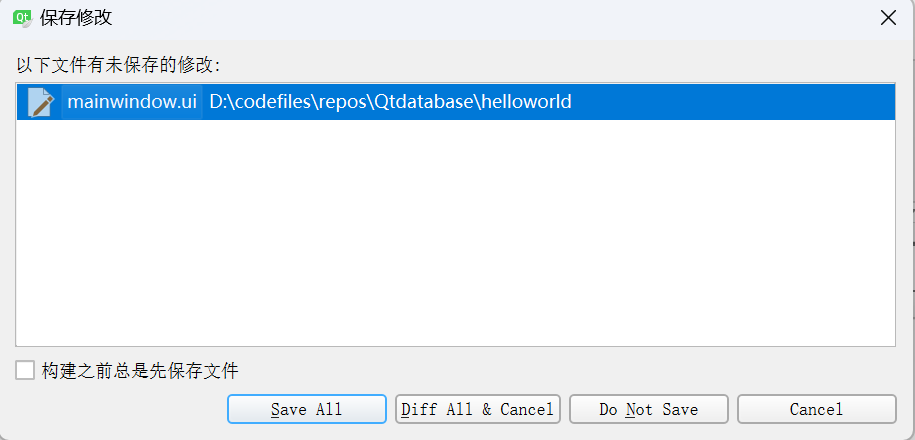 Qt 保存修改
以下文件有未保存的修改:
mainwindow.ui D:\codefiles\repos\Qtdatabase\helloworld
构建之前总是先保存文件
Save All Diff All & Cancel Do Not Save Cancel